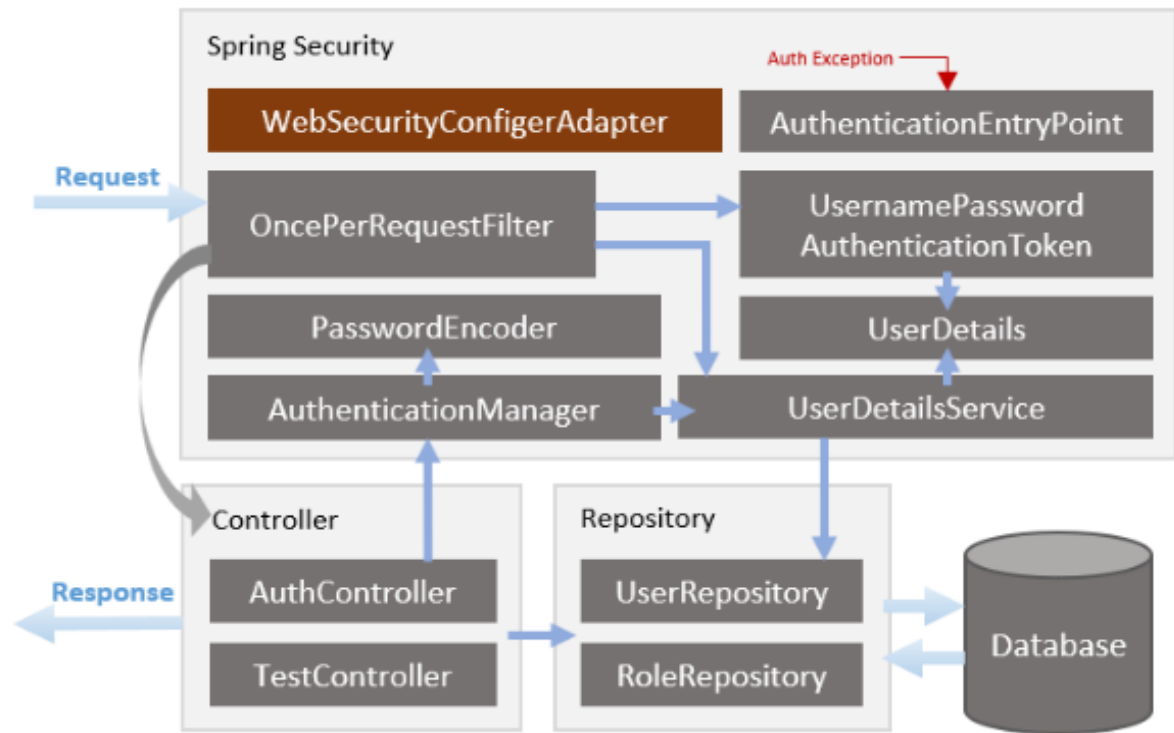 Spring Security
Auth Exception
WebSecurityConfigerAdapter
AuthenticationEntryPoint
Request
OncePerRequestFilter
UsernamePassword
AuthenticationToken
PasswordEncoder
UserDetails
AuthenticationManager
UserDetailsService
Controller
Repository
Response
AuthController
UserRepository
Database
TestController
RoleRepository